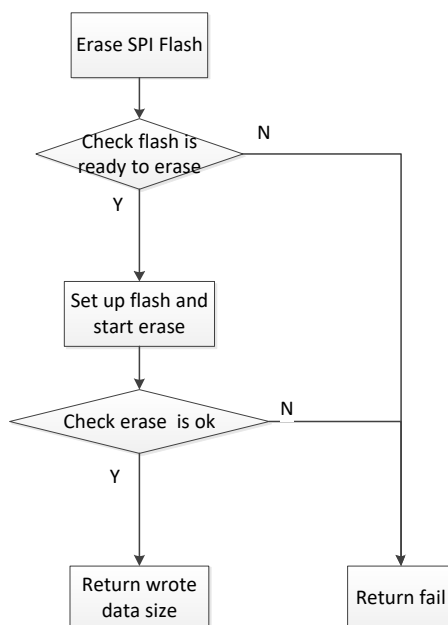 Erase SPI Flash
N
Check flash is
ready to erase
Y
Set up flash and
start erase
N
Check erase  is ok
Y
Return wrote
data size
Return fail